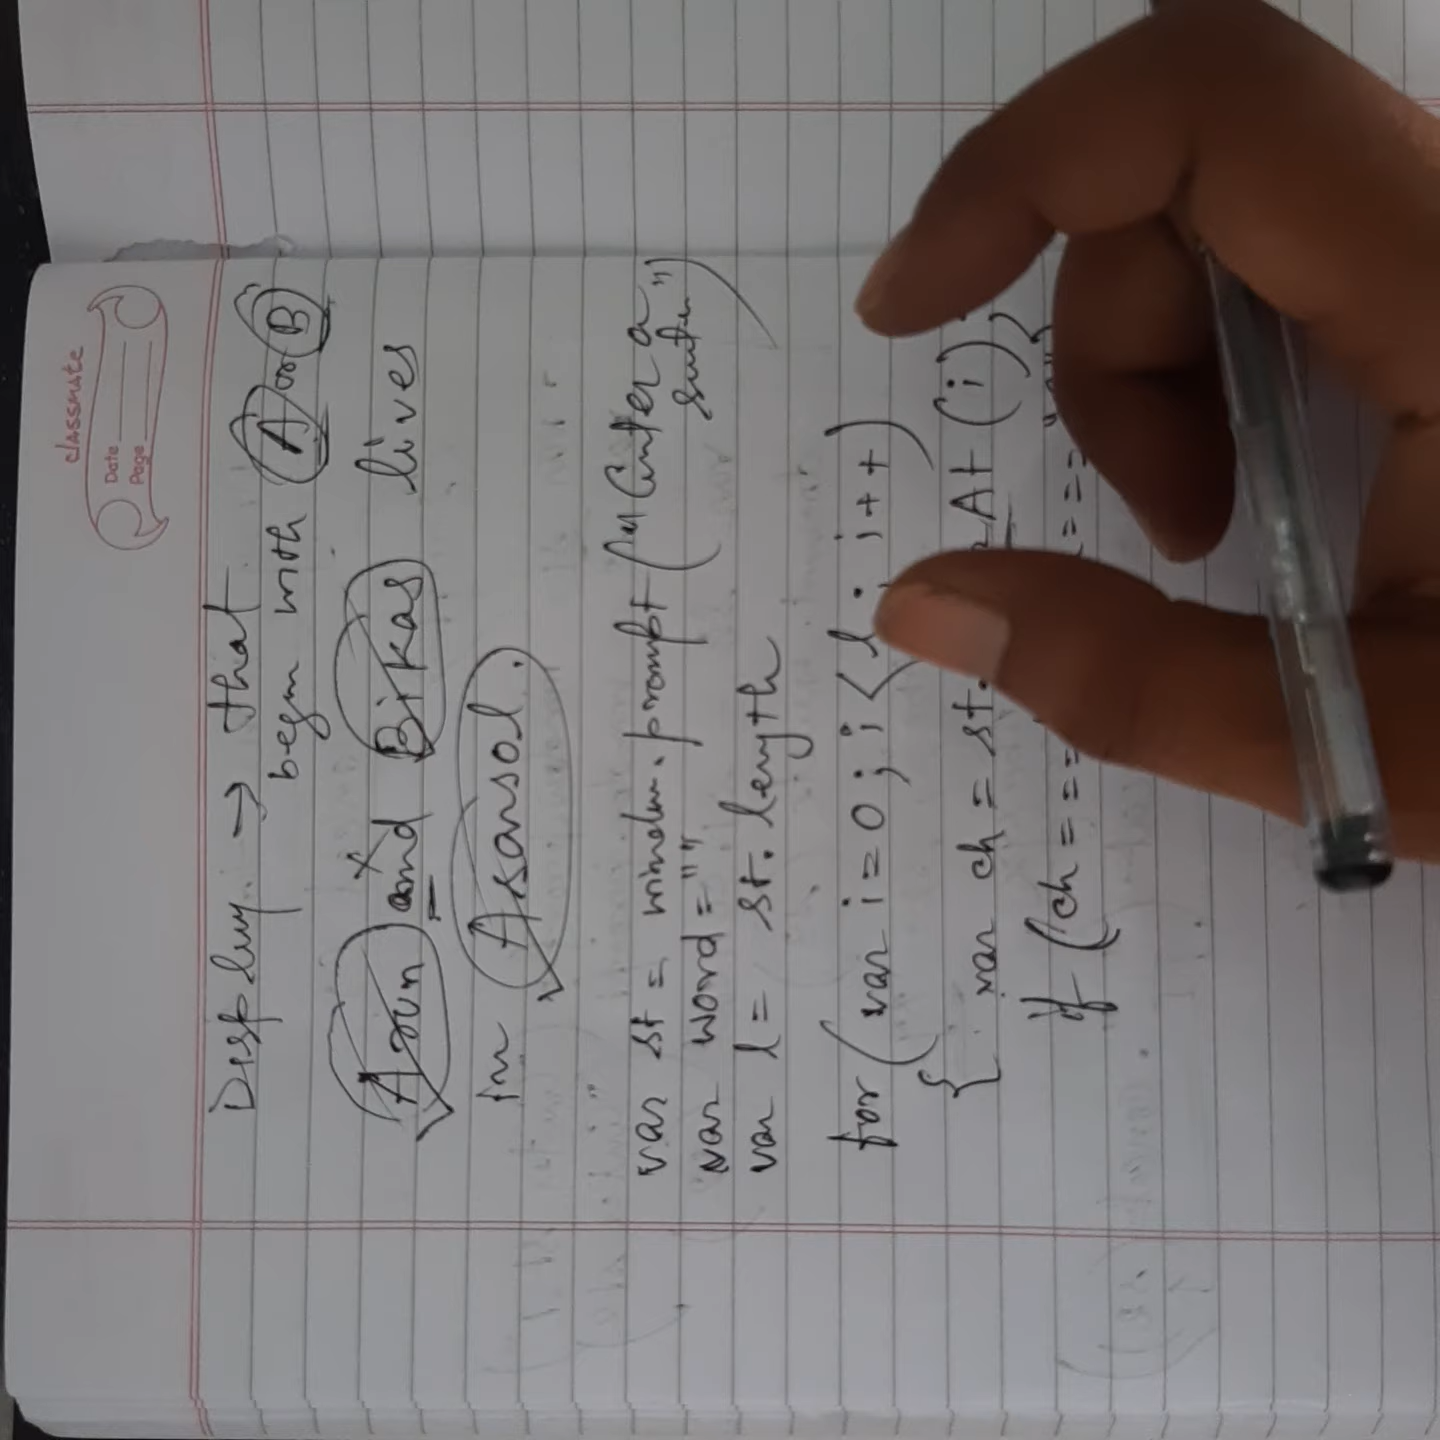 classmate
Date
Page
Display → that
begin with A or B
Arun and Bikas lives
in Asansol.
var st = window.prompt ("Enter a
var word = ""
var l = st.length
for (var i=0; i<l; i++)
{ var ch = st. At (i);
if (ch ==